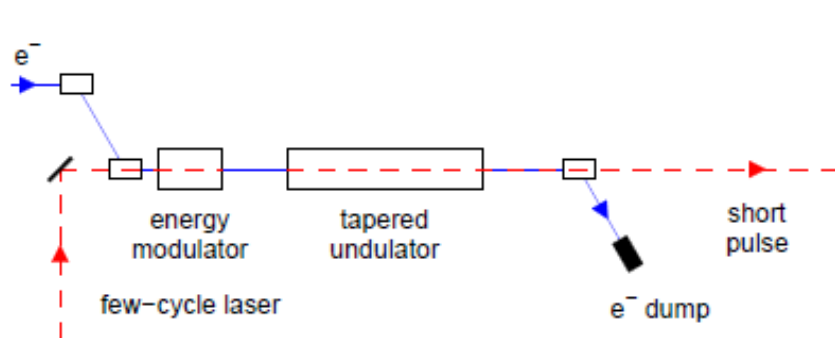 e⁻
energy
modulator
tapered
undulator
short
pulse
few−cycle laser
e⁻ dump